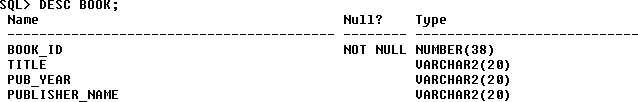 SQL> DESC BOOK;
Name Null? Type
----------------------------------------- -------- ----------------------------
BOOK_ID NOT NULL NUMBER(38)
TITLE VARCHAR2(20)
PUB_YEAR VARCHAR2(20)
PUBLISHER_NAME VARCHAR2(20)